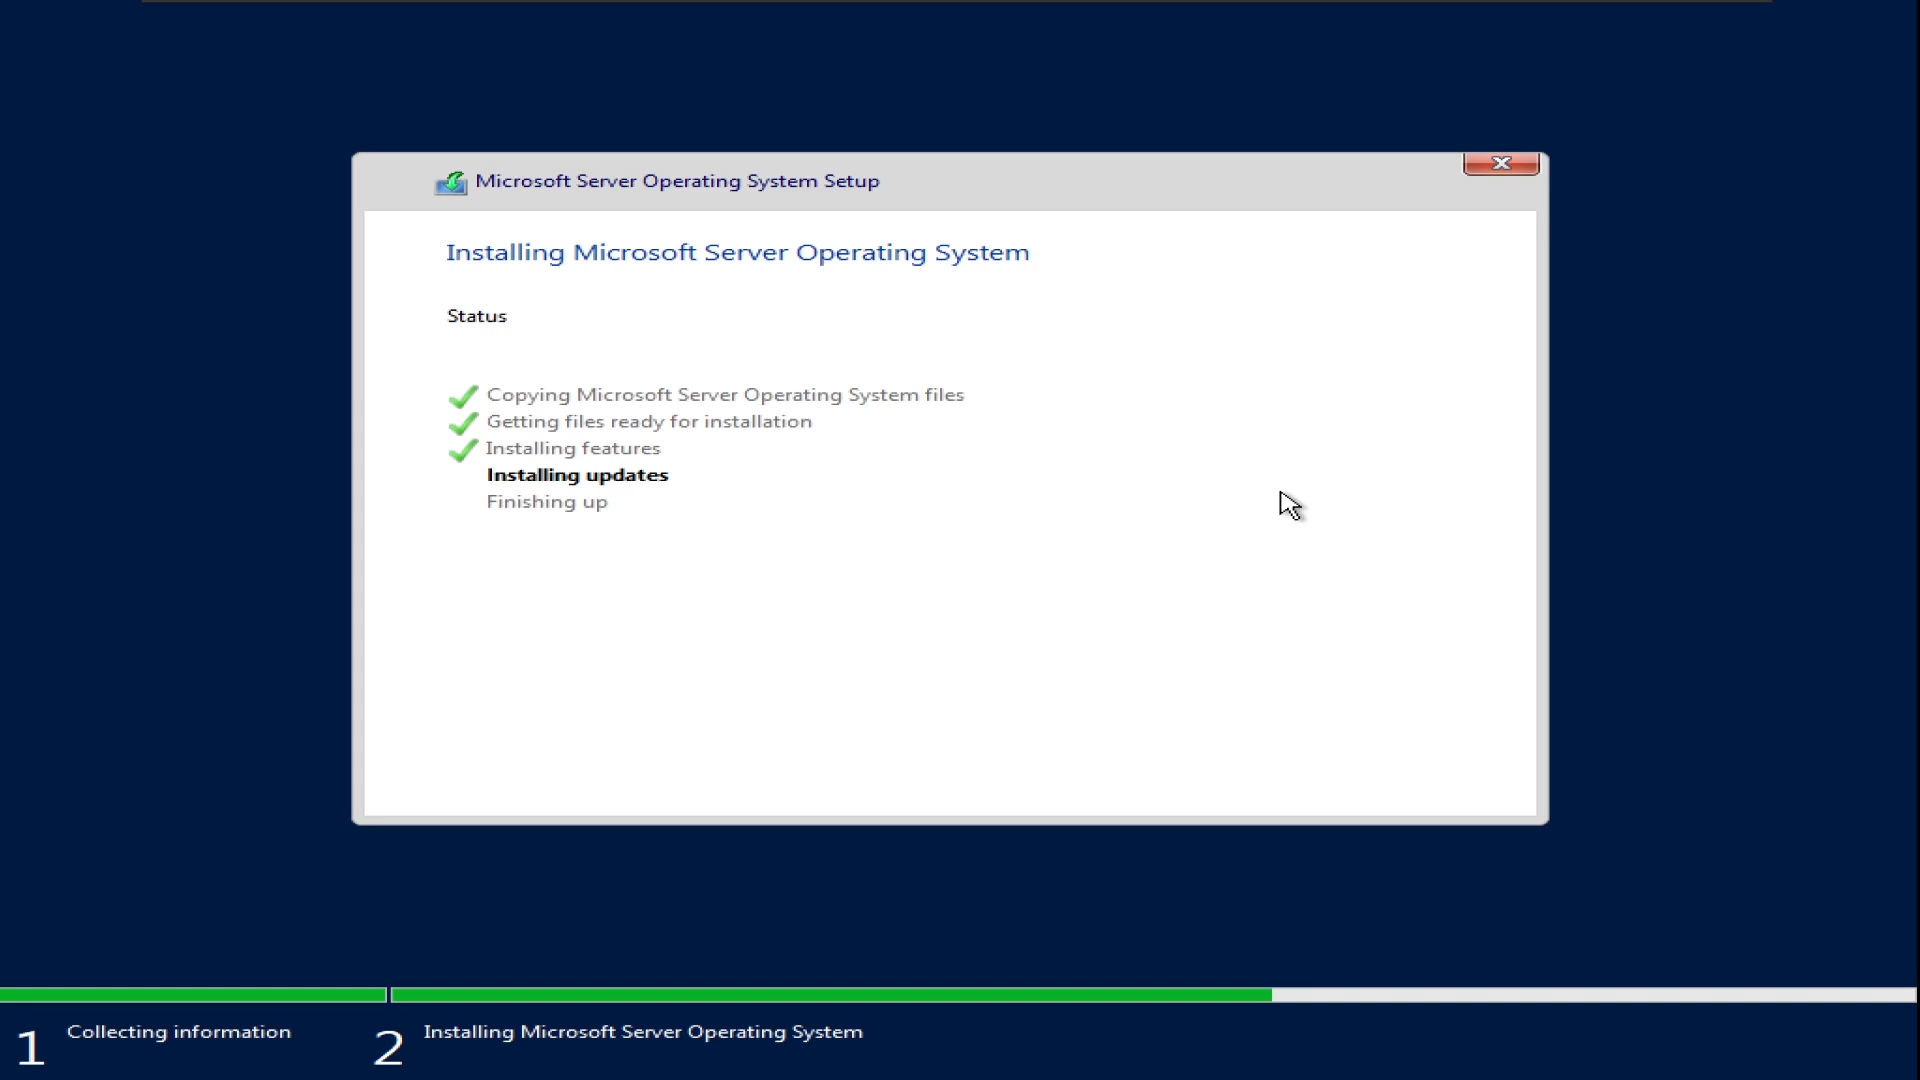 Microsoft Server Operating System Setup
Installing Microsoft Server Operating System
Status
Copying Microsoft Server Operating System files
Getting files ready for installation
Installing features
Installing updates
Finishing up
1 Collecting information
2 Installing Microsoft Server Operating System